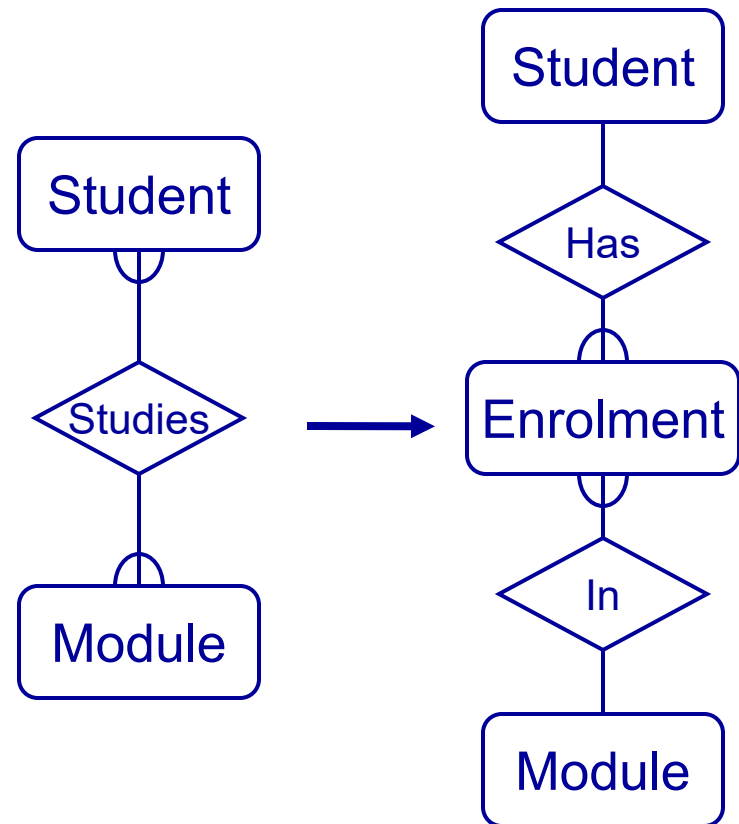 Student
Studies
Module
Student
Has
Enrolment
In
Module